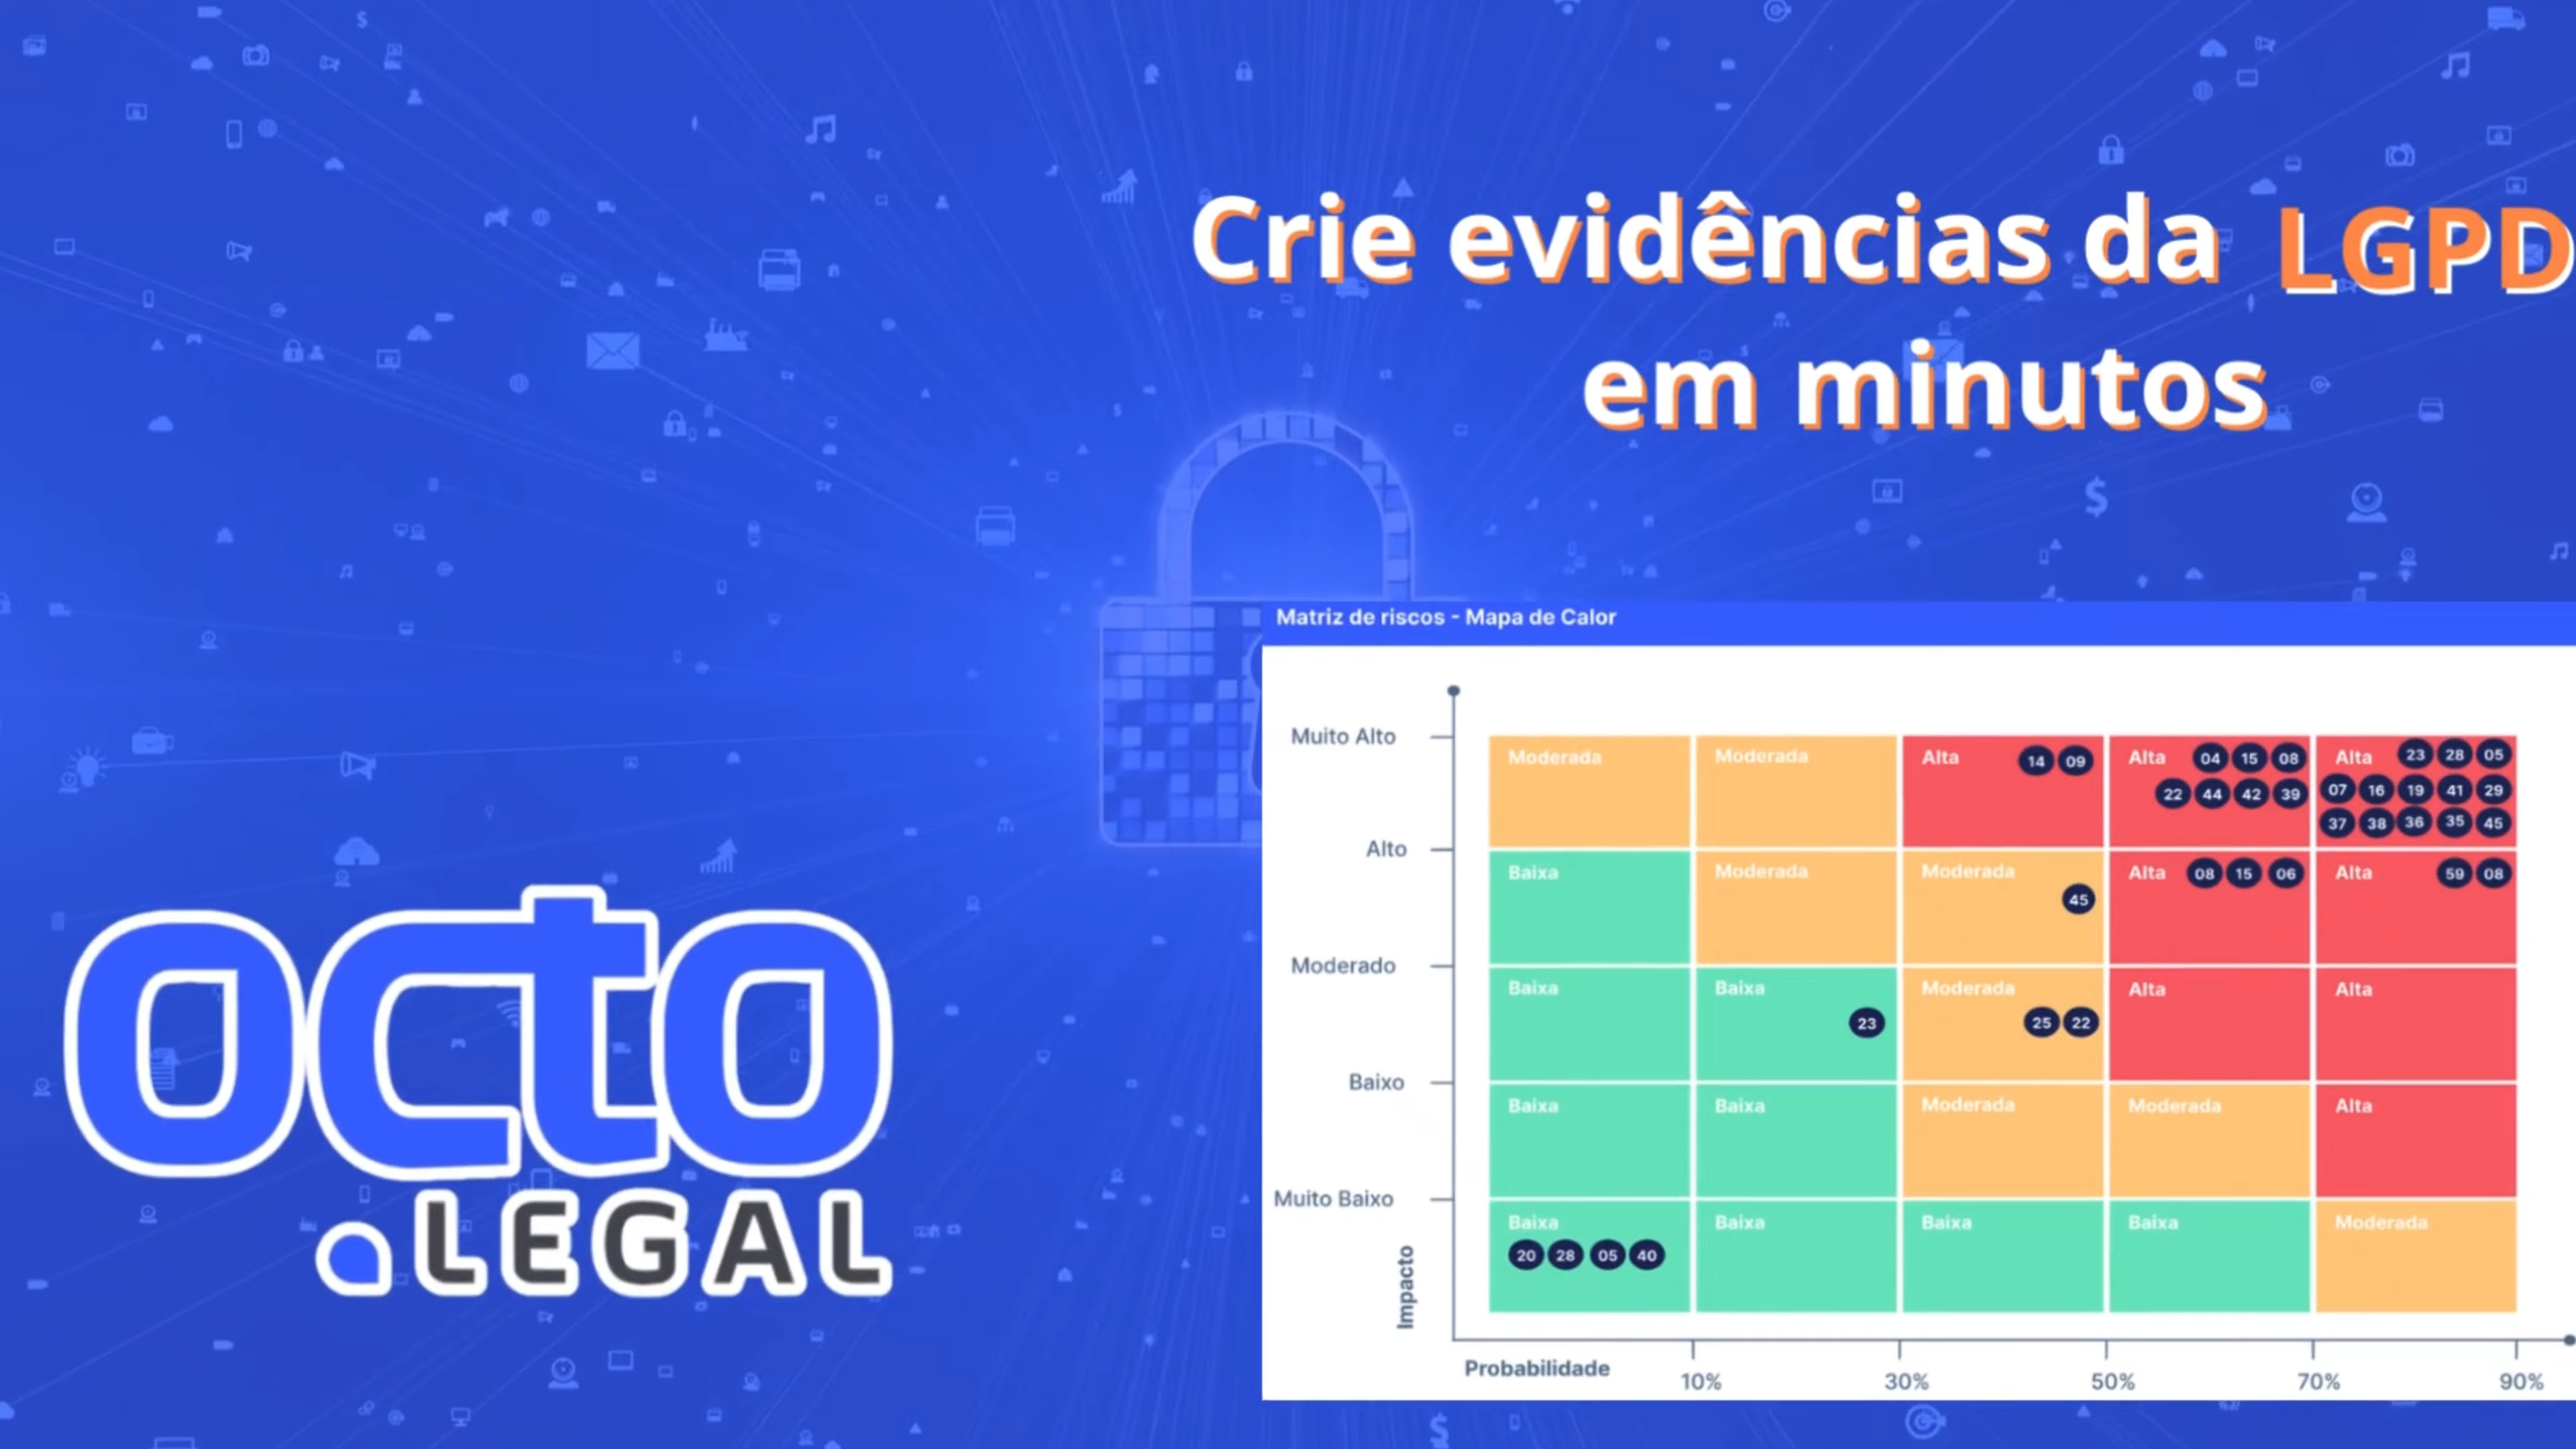 Crie evidências da LGPD
em minutos
octo
.LEGAL
Matriz de riscos - Mapa de Calor
Muito Alto
Moderada Moderada Alta 14 09 Alta 04 15 08 Alta 23 28 05
22 44 42 39 07 16 19 41 29
37 38 36 35 45
Alto
Baixa Moderada Moderada Alta 08 15 06 Alta 59 08
45
Moderado
Baixa Baixa Moderada Alta Alta
23 25 22
Baixo
Baixa Baixa Moderada Moderada Alta
Muito Baixo
Baixa Baixa Baixa Baixa Moderada
20 28 05 40
Impacto
Probabilidade
10% 30% 50% 70% 90%